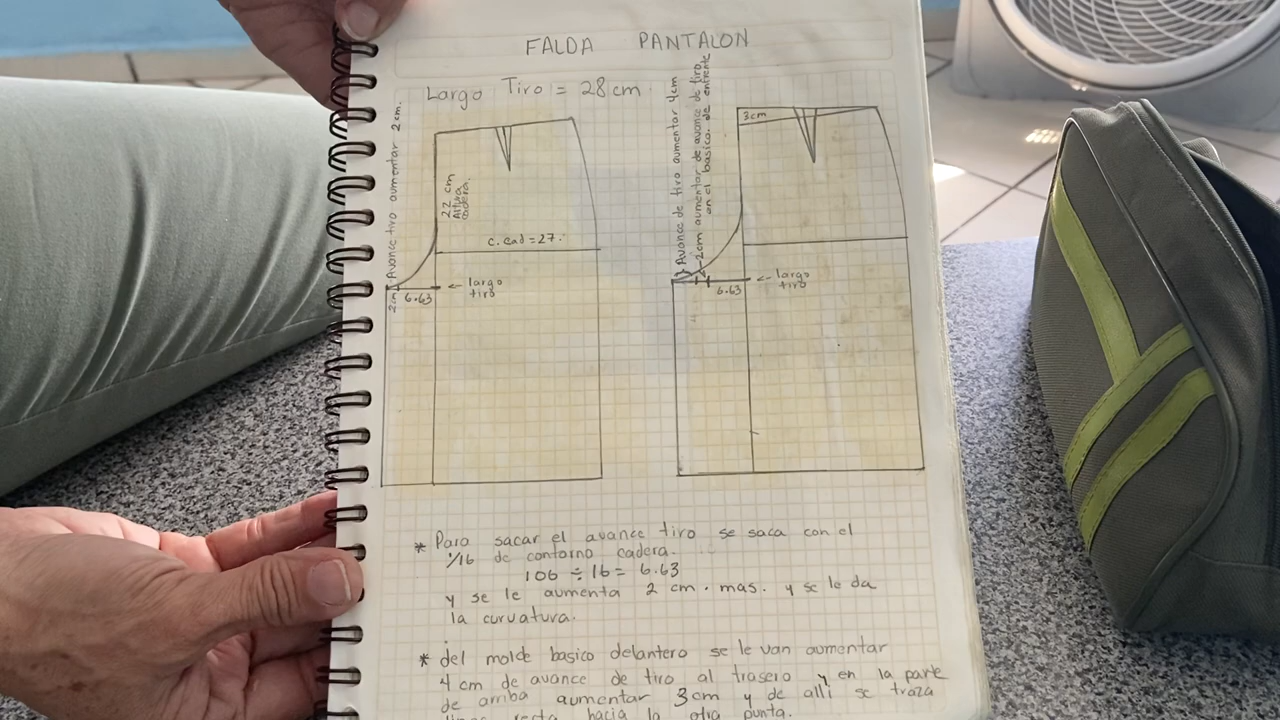 FALDA PANTALON
Largo Tiro = 28cm
Avance tiro aumentar 2cm.
22 cm
Altura
cadera.
c.cad = 27.
2cm
6.63
← largo
tiro
Avance de tiro aumentar 4cm
2cm aumentar de avance de tiro
en el basico. de entrante
3cm
6.63
← largo
tiro
* Para sacar el avance tiro se saca con el
1/16 de contorno cadera.
106 ÷ 16 = 6.63
y se le aumenta 2 cm. mas. y se le da
la curvatura.
* del molde basico delantero se le van aumentar
4 cm de avance de tiro al trasero y en la parte
de arriba aumentar 3cm y de alli se traza
linea recta hacia la otra punta.